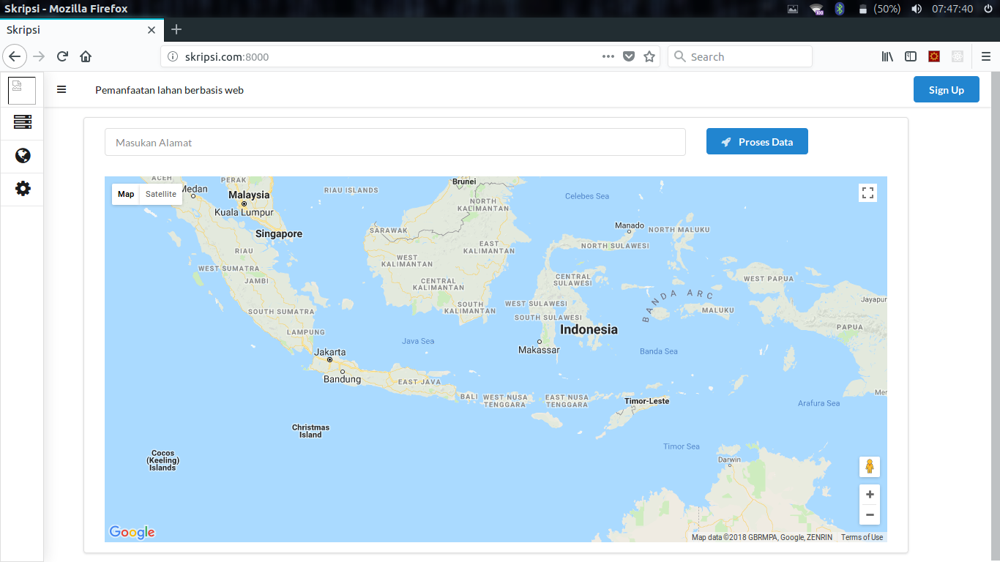 Skripsi - Mozilla Firefox
100
(50%)
07:47:40
Skripsi
skripsi.com:8000
Search
Pemanfaatan lahan berbasis web
Sign Up
Masukan Alamat
Proses Data
Map
Satellite
ACEH
Medan
PERAK
Malaysia
Kuala Lumpur
Singapore
RIAU ISLANDS
Brunei
NORTH
KALIMANTAN
SARAWAK
EAST
KALIMANTAN
WEST
KALIMANTAN
CENTRAL
KALIMANTAN
SOUTH
KALIMANTAN
Celebes Sea
Manado
NORTH MALUKU
NORTH SULAWESI
CENTRAL
SULAWESI
WEST SULAWESI
SOUTH SULAWESI
Indonesia
Makassar
BANDA ARC
MALUKU
WEST PAPUA
Jayapur
PAPUA
RIAU
WEST SUMATRA
JAMBI
SOUTH SUMATRA
LAMPUNG
Java Sea
Banda Sea
Jakarta
Bandung
EAST JAVA
BALI
WEST NUSA
TENGGARA
EAST NUSA
TENGGARA
Timor-Leste
Mer
Arafura Sea
Christmas
Island
Cocos
(Keeling)
Islands
Timor Sea
Darwin
Google
Map data ©2018 GBRMPA, Google, ZENRIN
Terms of Use